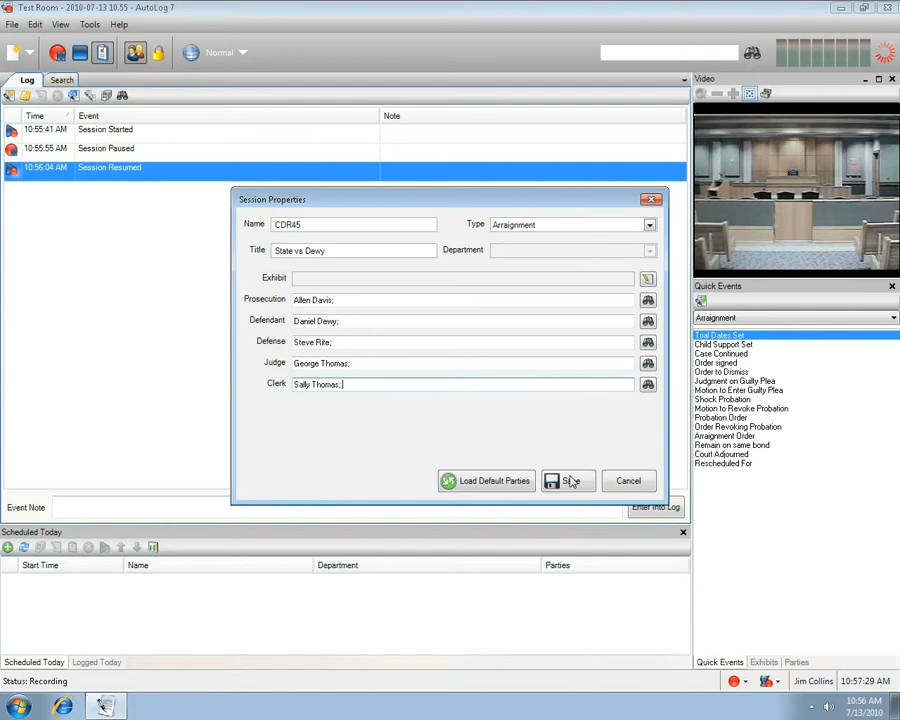 Test Room - 2010-07-13 10.55 - AutoLog 7
File Edit View Tools Help
Normal
Log Search
Video
Time Event Note
10:55:41 AM Session Started
10:55:55 AM Session Paused
10:56:04 AM Session Resumed
Session Properties
Name CDR45 Type Arraignment
Title State vs Dewy Department
Exhibit
Prosecution Allen Davis;
Defendant Daniel Dewy;
Defense Steve Rite;
Judge George Thomas;
Clerk Sally Thomas;
Load Default Parties Cancel
Event Note Enter Into Log
Quick Events
Arraignment
Trial Dates Set
Child Support Set
Case Continued
Order signed
Order to Dismiss
Judgment on Guilty Plea
Motion to Enter Guilty Plea
Shock Probation
Motion to Revoke Probation
Probation Order
Order Revoking Probation
Arraignment Order
Remain on same bond
Court Adjourned
Rescheduled For
Scheduled Today
Start Time Name Department Parties
Scheduled Today Logged Today
Quick Events Exhibits Parties
Status: Recording Jim Collins 10:57:29 AM
10:56 AM
7/13/2010